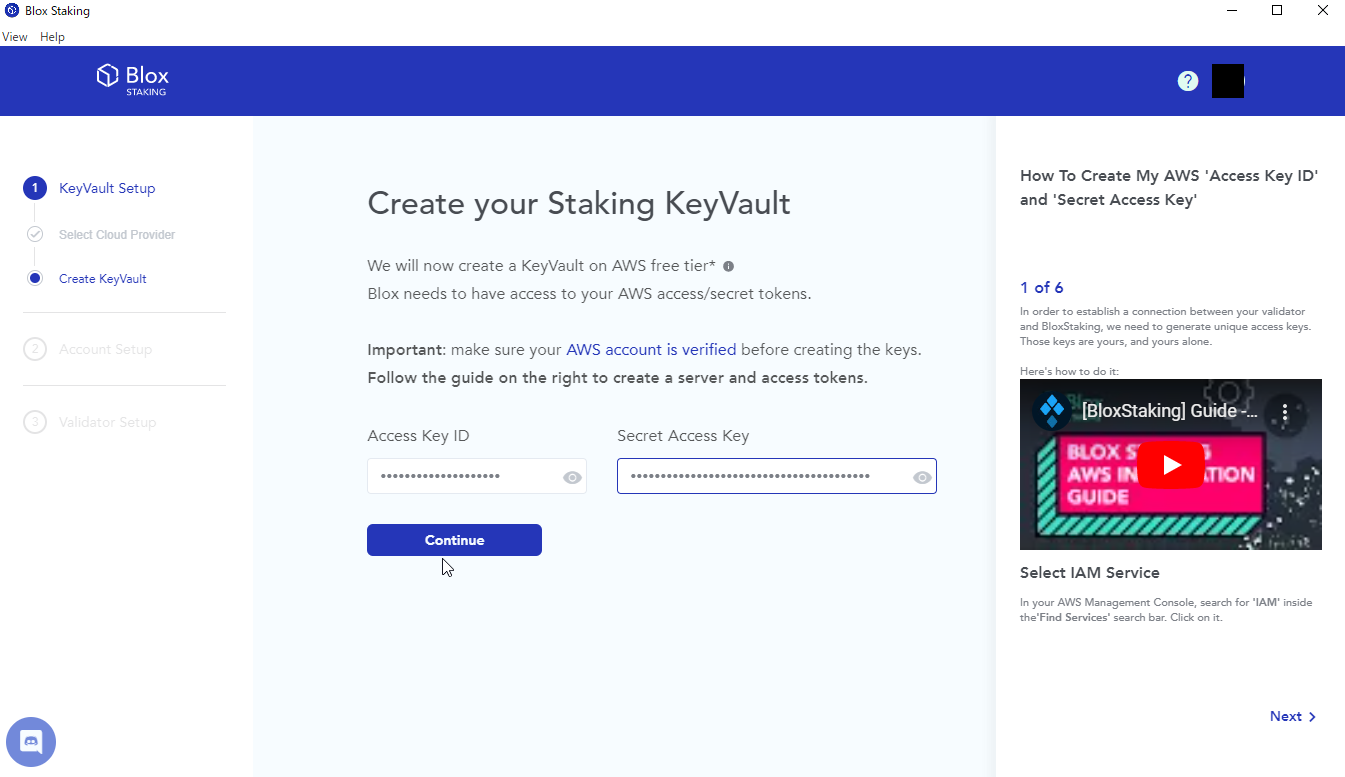 Blox Staking
View Help
Blox
STAKING
?
1 KeyVault Setup
Select Cloud Provider
Create KeyVault
2 Account Setup
3 Validator Setup
Create your Staking KeyVault
We will now create a KeyVault on AWS free tier*
Blox needs to have access to your AWS access/secret tokens.
Important: make sure your AWS account is verified before creating the keys.
Follow the guide on the right to create a server and access tokens.
Access Key ID
Secret Access Key
Continue
How To Create My AWS 'Access Key ID'
and 'Secret Access Key'
1 of 6
In order to establish a connection between your validator
and BloxStaking, we need to generate unique access keys.
Those keys are yours, and yours alone.
Here's how to do it:
[BloxStaking] Guide -...
BLOX
AWS IN
GUIDE
Select IAM Service
In your AWS Management Console, search for 'IAM' inside
the'Find Services' search bar. Click on it.
Next